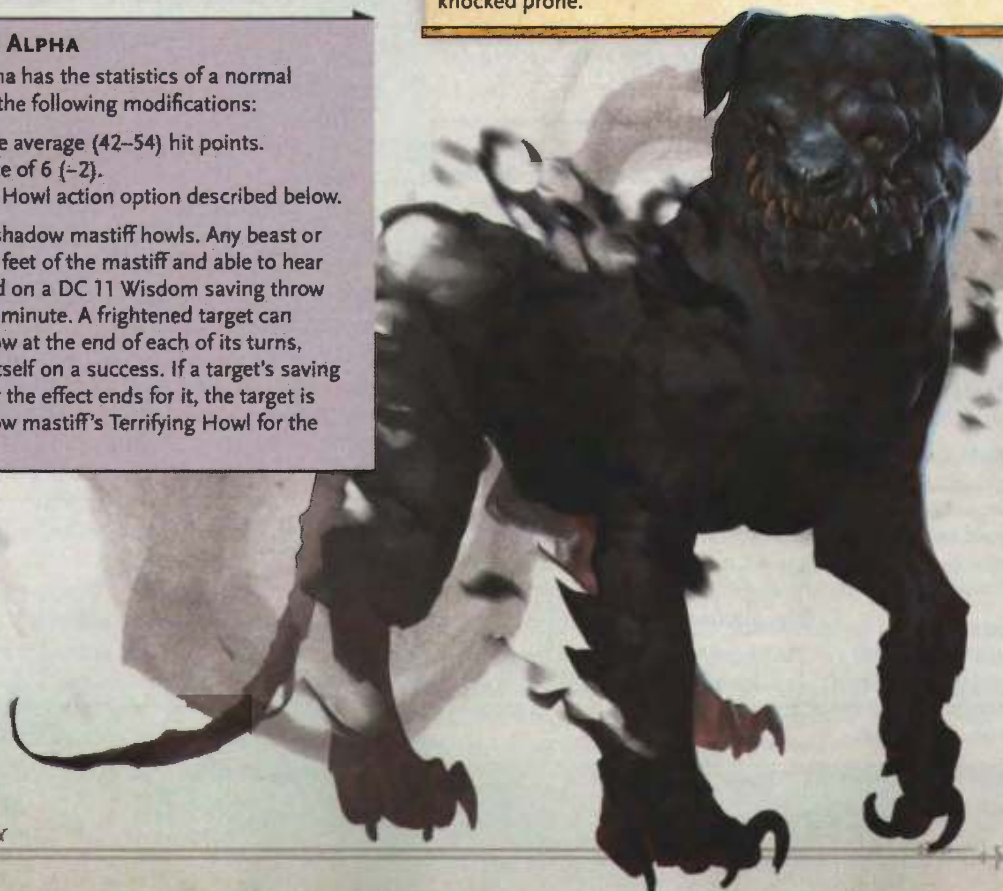 ALPHA
na has the statistics of a normal
the following modifications:
e average (42–54) hit points.
e of 6 (−2).
Howl action option described below.
shadow mastiff howls. Any beast or
feet of the mastiff and able to hear
d on a DC 11 Wisdom saving throw
minute. A frightened target can
ow at the end of each of its turns,
tself on a success. If a target's saving
r the effect ends for it, the target is
ow mastiff's Terrifying Howl for the
knocked prone.